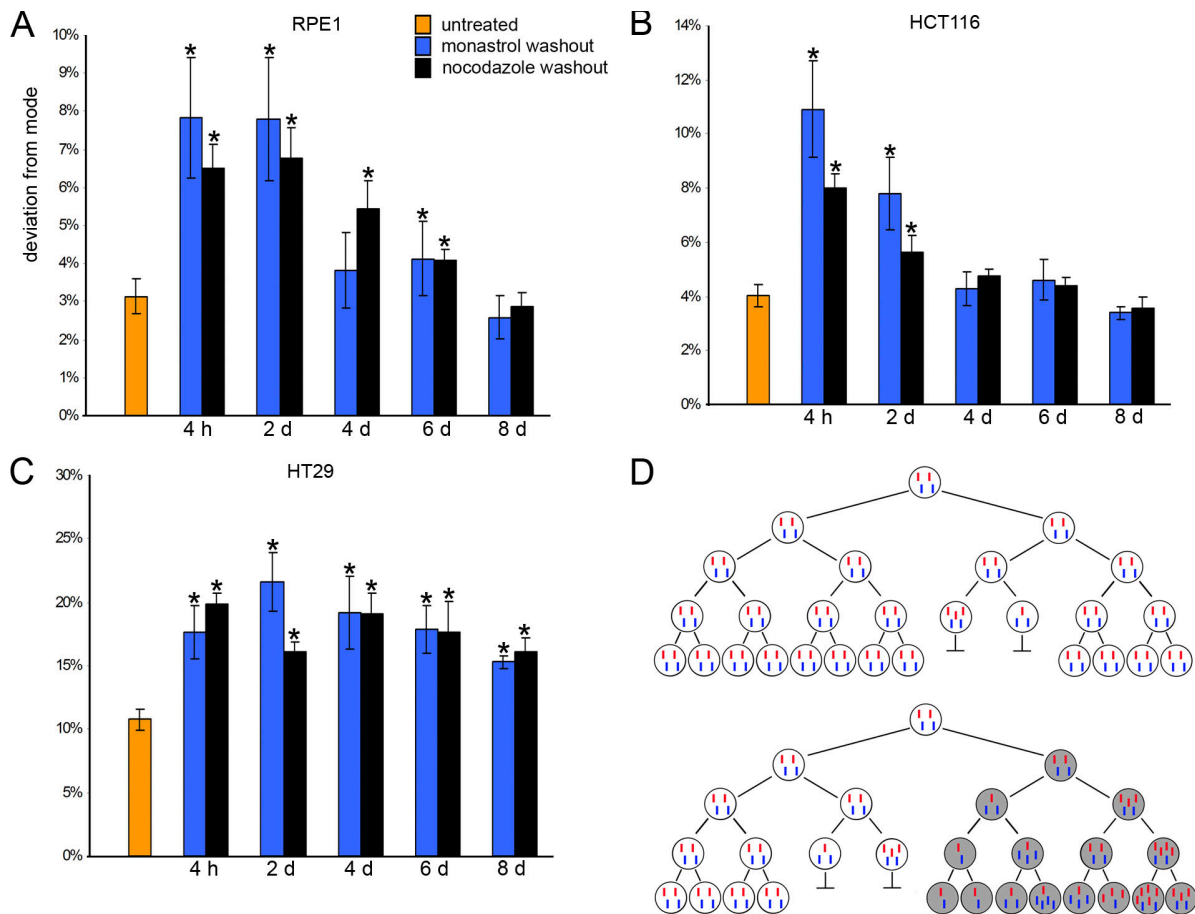 A
RPE1
untreated
monastrol washout
nocodazole washout
deviation from mode
10%
9%
8%
7%
6%
5%
4%
3%
2%
1%
0%
* * * * * * *
4 h 2 d 4 d 6 d 8 d
B
HCT116
14%
12%
10%
8%
6%
4%
2%
0%
* * * *
4 h 2 d 4 d 6 d 8 d
C
HT29
30%
25%
20%
15%
10%
5%
0%
* * * * * * * * * *
4 h 2 d 4 d 6 d 8 d
D